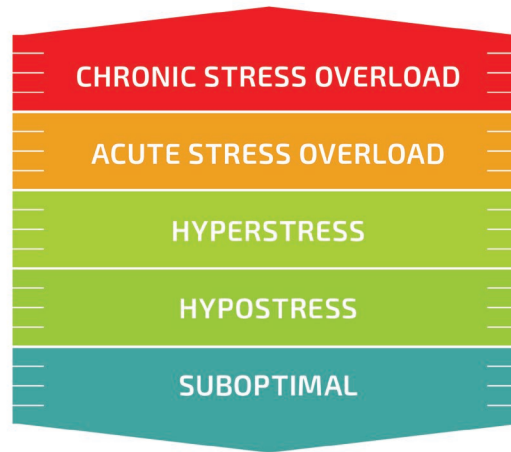 CHRONIC STRESS OVERLOAD
ACUTE STRESS OVERLOAD
HYPERSTRESS
HYPOSTRESS
SUBOPTIMAL